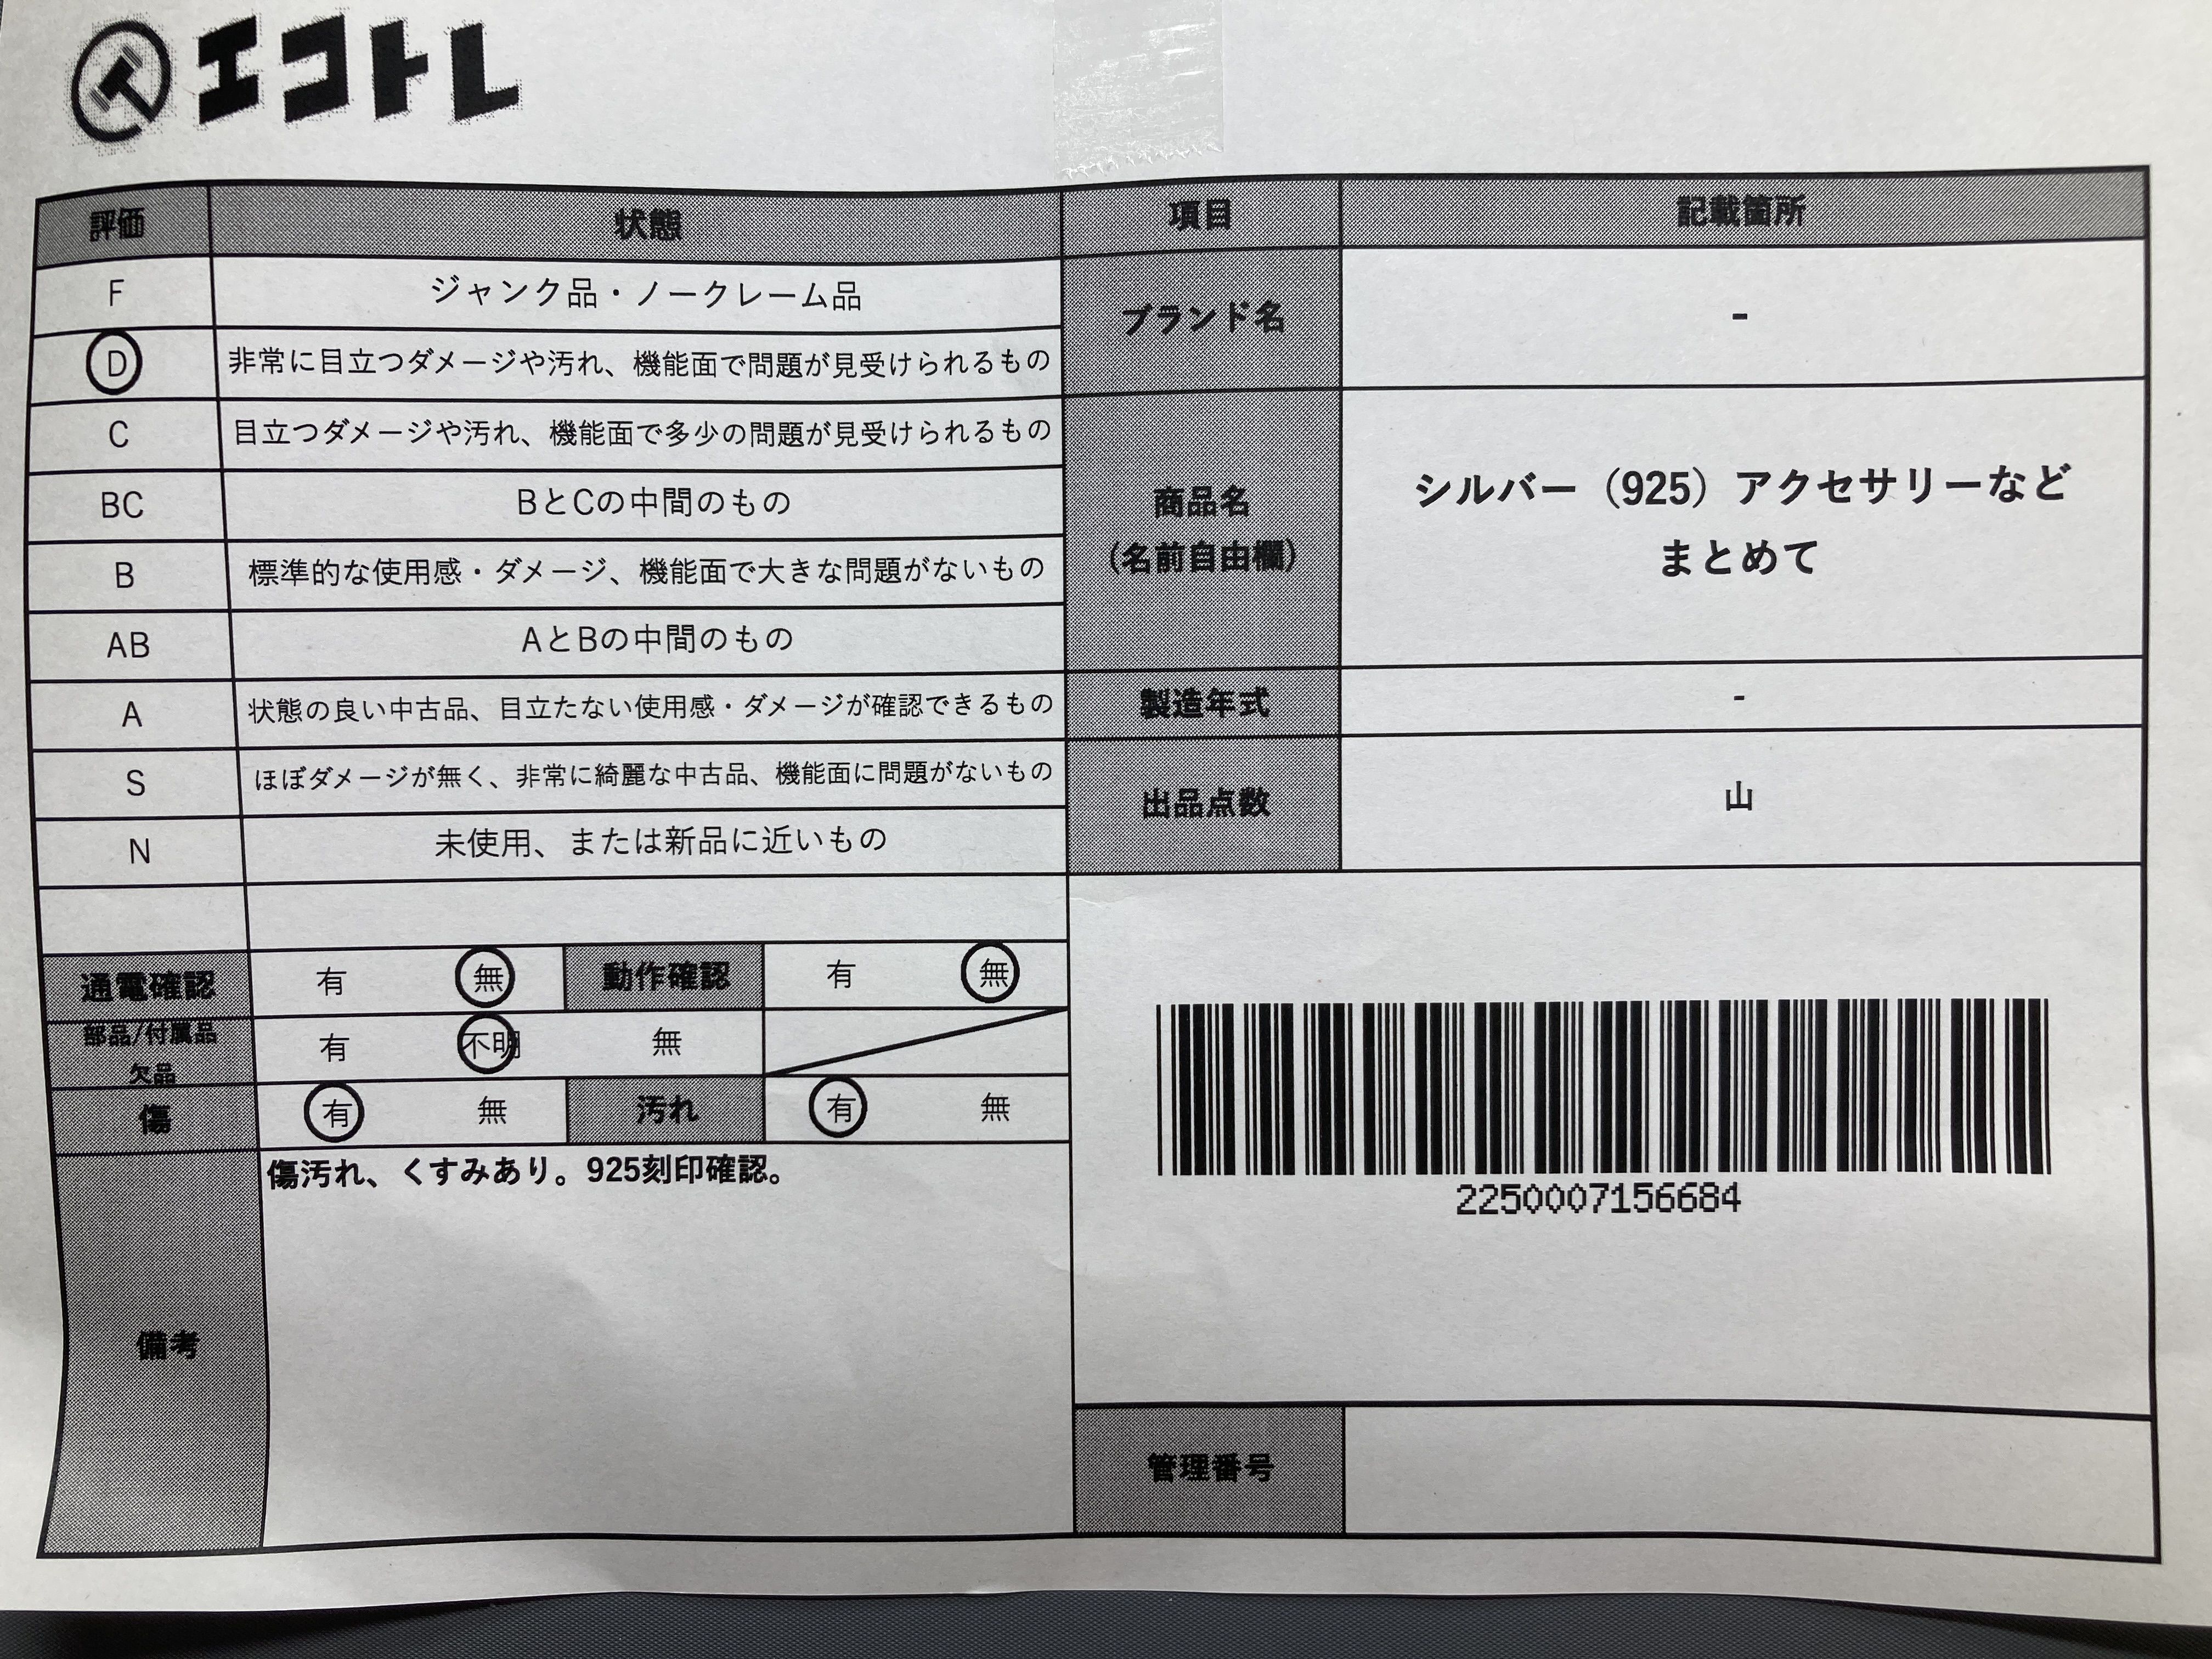 エコトレ
評価 状態 項目 記載箇所
F ジャンク品・ノークレーム品
D 非常に目立つダメージや汚れ、機能面で問題が見受けられるもの
C 目立つダメージや汚れ、機能面で多少の問題が見受けられるもの
BC BとCの中間のもの
B 標準的な使用感・ダメージ、機能面で大きな問題がないもの
AB AとBの中間のもの
A 状態の良い中古品、目立たない使用感・ダメージが確認できるもの
S ほぼダメージが無く、非常に綺麗な中古品、機能面に問題がないもの
N 未使用、または新品に近いもの
ブランド名 -
商品名
(名前自由欄)
シルバー（925）アクセサリーなど
まとめて
製造年式 -
出品点数 山
通電確認 有 無 動作確認 有 無
部品/付属品
欠品
有 不明 無
傷 有 無 汚れ 有 無
備考
傷汚れ、くすみあり。925刻印確認。
2250007156684
管理番号